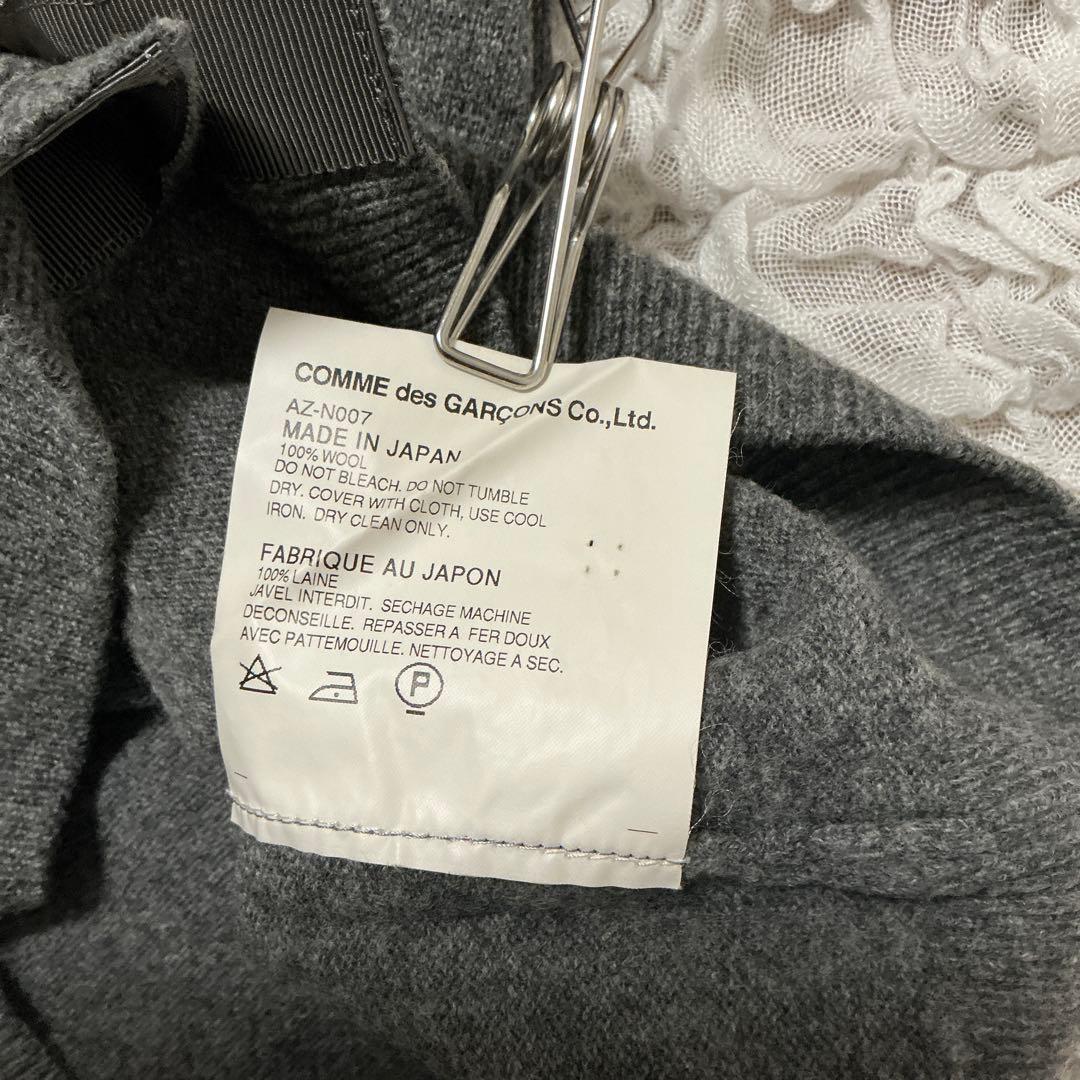 COMME des GARÇONS Co.,Ltd.
AZ-N007
MADE IN JAPAN
100% WOOL
DO NOT BLEACH. DO NOT TUMBLE
DRY. COVER WITH CLOTH, USE COOL
IRON. DRY CLEAN ONLY.
FABRIQUE AU JAPON
100% LAINE
JAVEL INTERDIT. SECHAGE MACHINE
DECONSEILLE. REPASSER A FER DOUX
AVEC PATTEMOUILLE. NETTOYAGE A SEC.
P